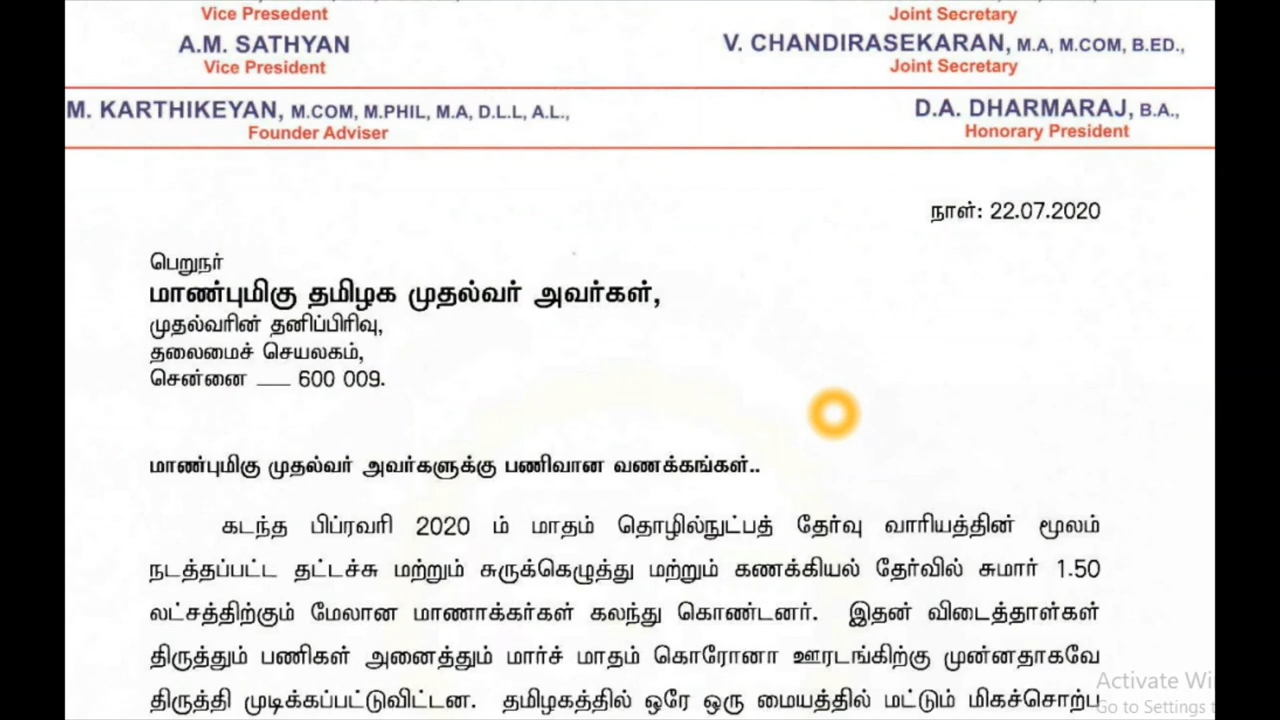 Vice Presedent
Joint Secretary
A.M. SATHYAN
V. CHANDIRASEKARAN, M.A, M.COM, B.ED.,
Vice President
Joint Secretary
M. KARTHIKEYAN, M.COM, M.PHIL, M.A, D.L.L, A.L.,
D.A. DHARMARAJ, B.A.,
Founder Adviser
Honorary President
நாள்: 22.07.2020
பெறுநர்
மாண்புமிகு தமிழக முதல்வர் அவர்கள்,
முதல்வரின் தனிப்பிரிவு,
தலைமைச் செயலகம்,
சென்னை ___ 600 009.
மாண்புமிகு முதல்வர் அவர்களுக்கு பணிவான வணக்கங்கள்..
கடந்த பிப்ரவரி 2020 ம் மாதம் தொழில்நுட்பத் தேர்வு வாரியத்தின் மூலம்
நடத்தப்பட்ட தட்டச்சு மற்றும் சுருக்கெழுத்து மற்றும் கணக்கியல் தேர்வில் சுமார் 1.50
லட்சத்திற்கும் மேலான மாணாக்கர்கள் கலந்து கொண்டனர். இதன் விடைத்தாள்கள்
திருத்தும் பணிகள் அனைத்தும் மார்ச் மாதம் கொரோனா ஊரடங்கிற்கு முன்னதாகவே
திருத்தி முடிக்கப்பட்டுவிட்டன. தமிழகத்தில் ஒரே ஒரு மையத்தில் மட்டும் மிகச்சொற்ப
Activate Wi
Go to Settings t